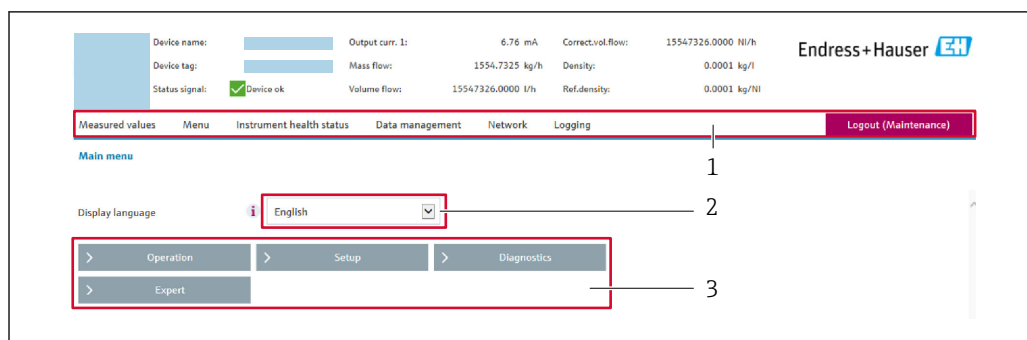 Device name: Output curr. 1: 6.76 mA Correct.vol.flow: 15547326.0000 Nl/h
Endress+Hauser EH
Device tag: Mass flow: 1554.7325 kg/h Density: 0.0001 kg/l
Status signal: Device ok Volume flow: 15547326.0000 l/h Ref.density: 0.0001 kg/Nl
Measured values Menu Instrument health status Data management Network Logging Logout (Maintenance)
1
Main menu
Display language i English 2
> Operation > Setup > Diagnostics
> Expert 3